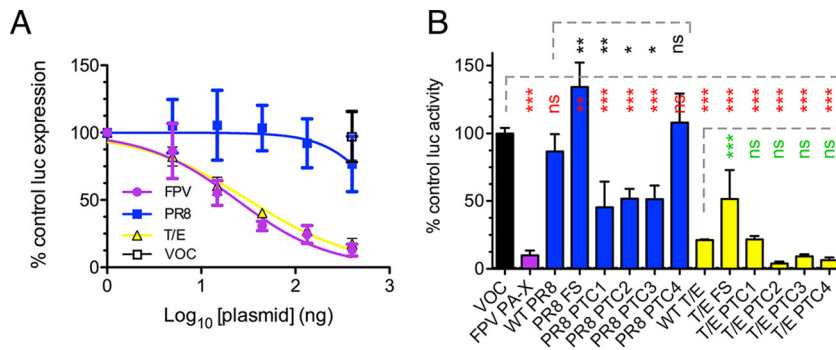 A
% control luc expression
150
100
50
0
0
1
2
3
Log10 [plasmid] (ng)
FPV
PR8
T/E
VOC
B
% control luc activity
150
100
50
0
** ** * * ns
*** ns ** *** *** *** ns *** *** *** *** *** ***
*** ns ns ns ns
VOC
FPV PA-X
WT PR8
PR8 FS
PR8 PTC1
PR8 PTC2
PR8 PTC3
PR8 PTC4
WT T/E
T/E FS
T/E PTC1
T/E PTC2
T/E PTC3
T/E PTC4